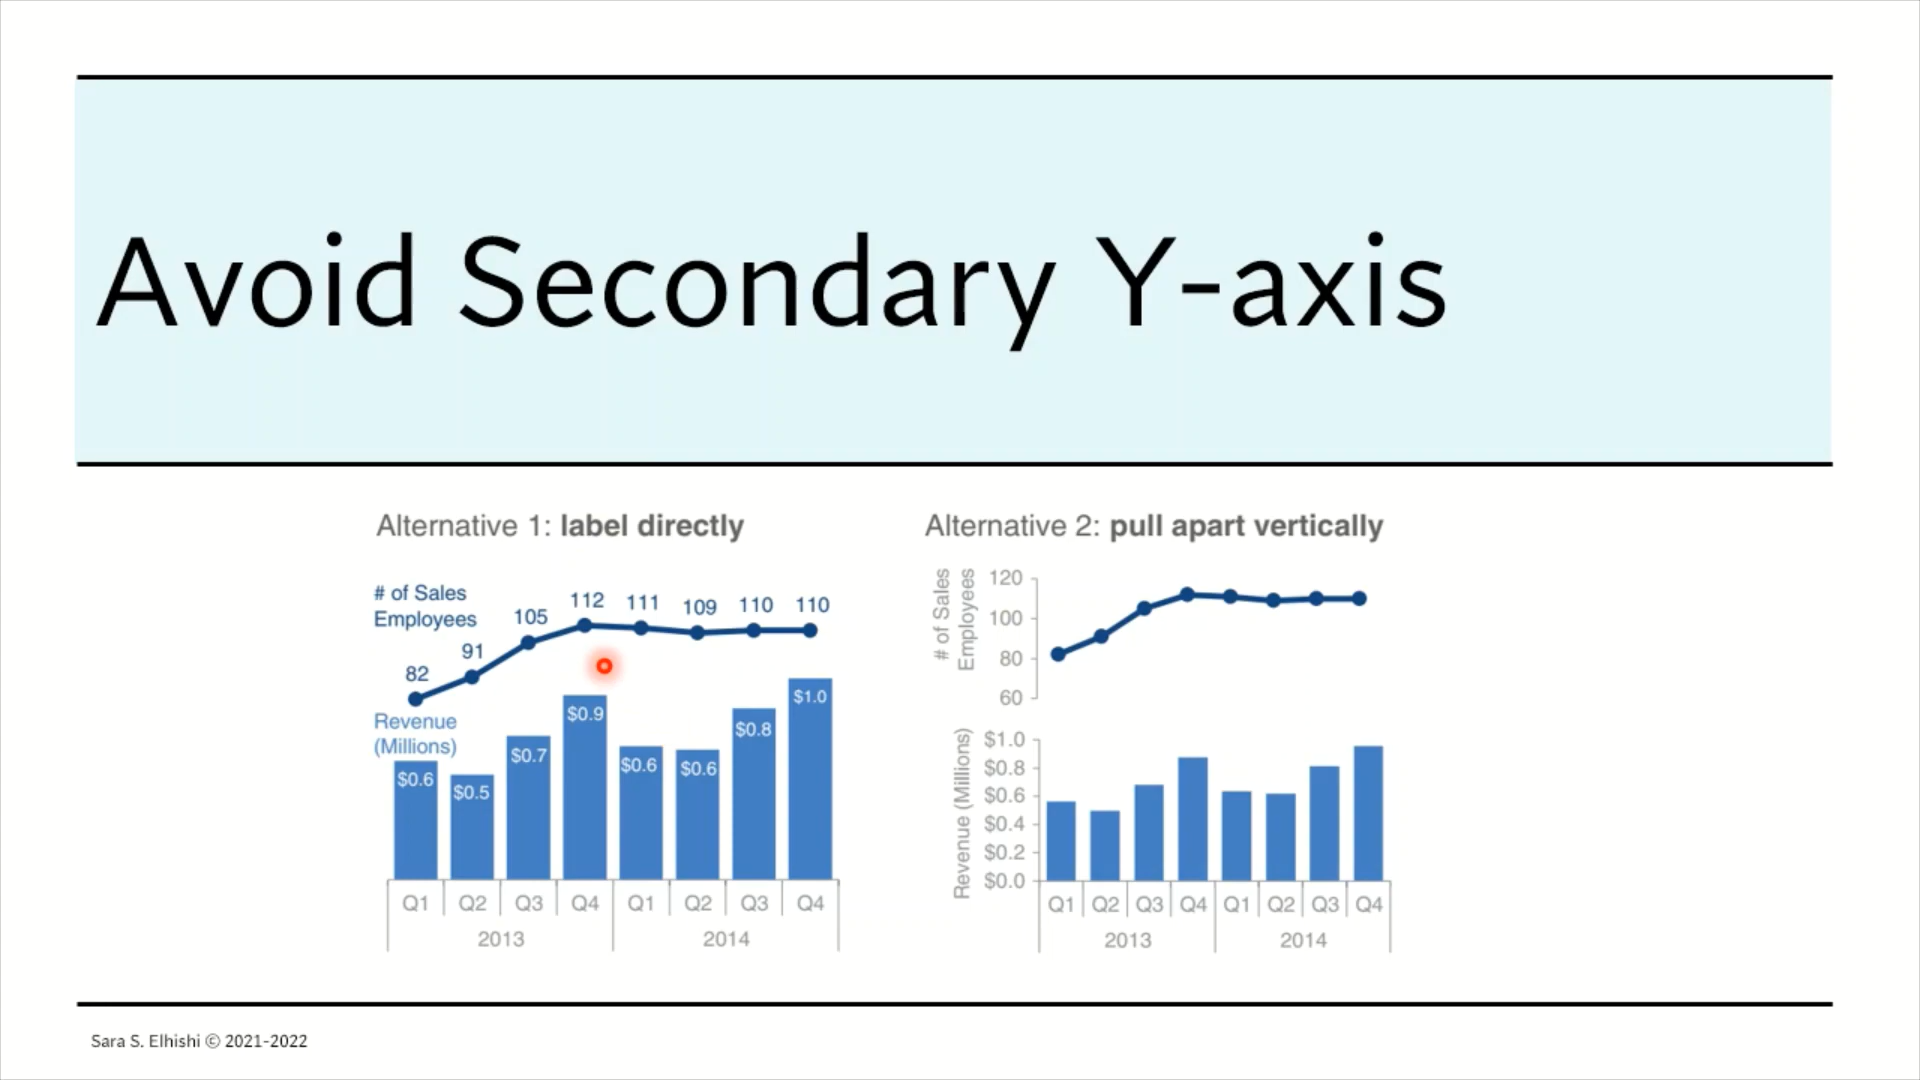 Avoid Secondary Y-axis
Alternative 1: label directly
# of Sales
Employees
82
91
105
112
111
109
110
110
Revenue
(Millions)
$0.6
$0.5
$0.7
$0.9
$0.6
$0.6
$0.8
$1.0
Q1 Q2 Q3 Q4 Q1 Q2 Q3 Q4
2013 2014
Alternative 2: pull apart vertically
# of Sales
Employees
120
100
80
60
Revenue (Millions)
$1.0
$0.8
$0.6
$0.4
$0.2
$0.0
Q1 Q2 Q3 Q4 Q1 Q2 Q3 Q4
2013 2014
Sara S. Elhishi © 2021-2022